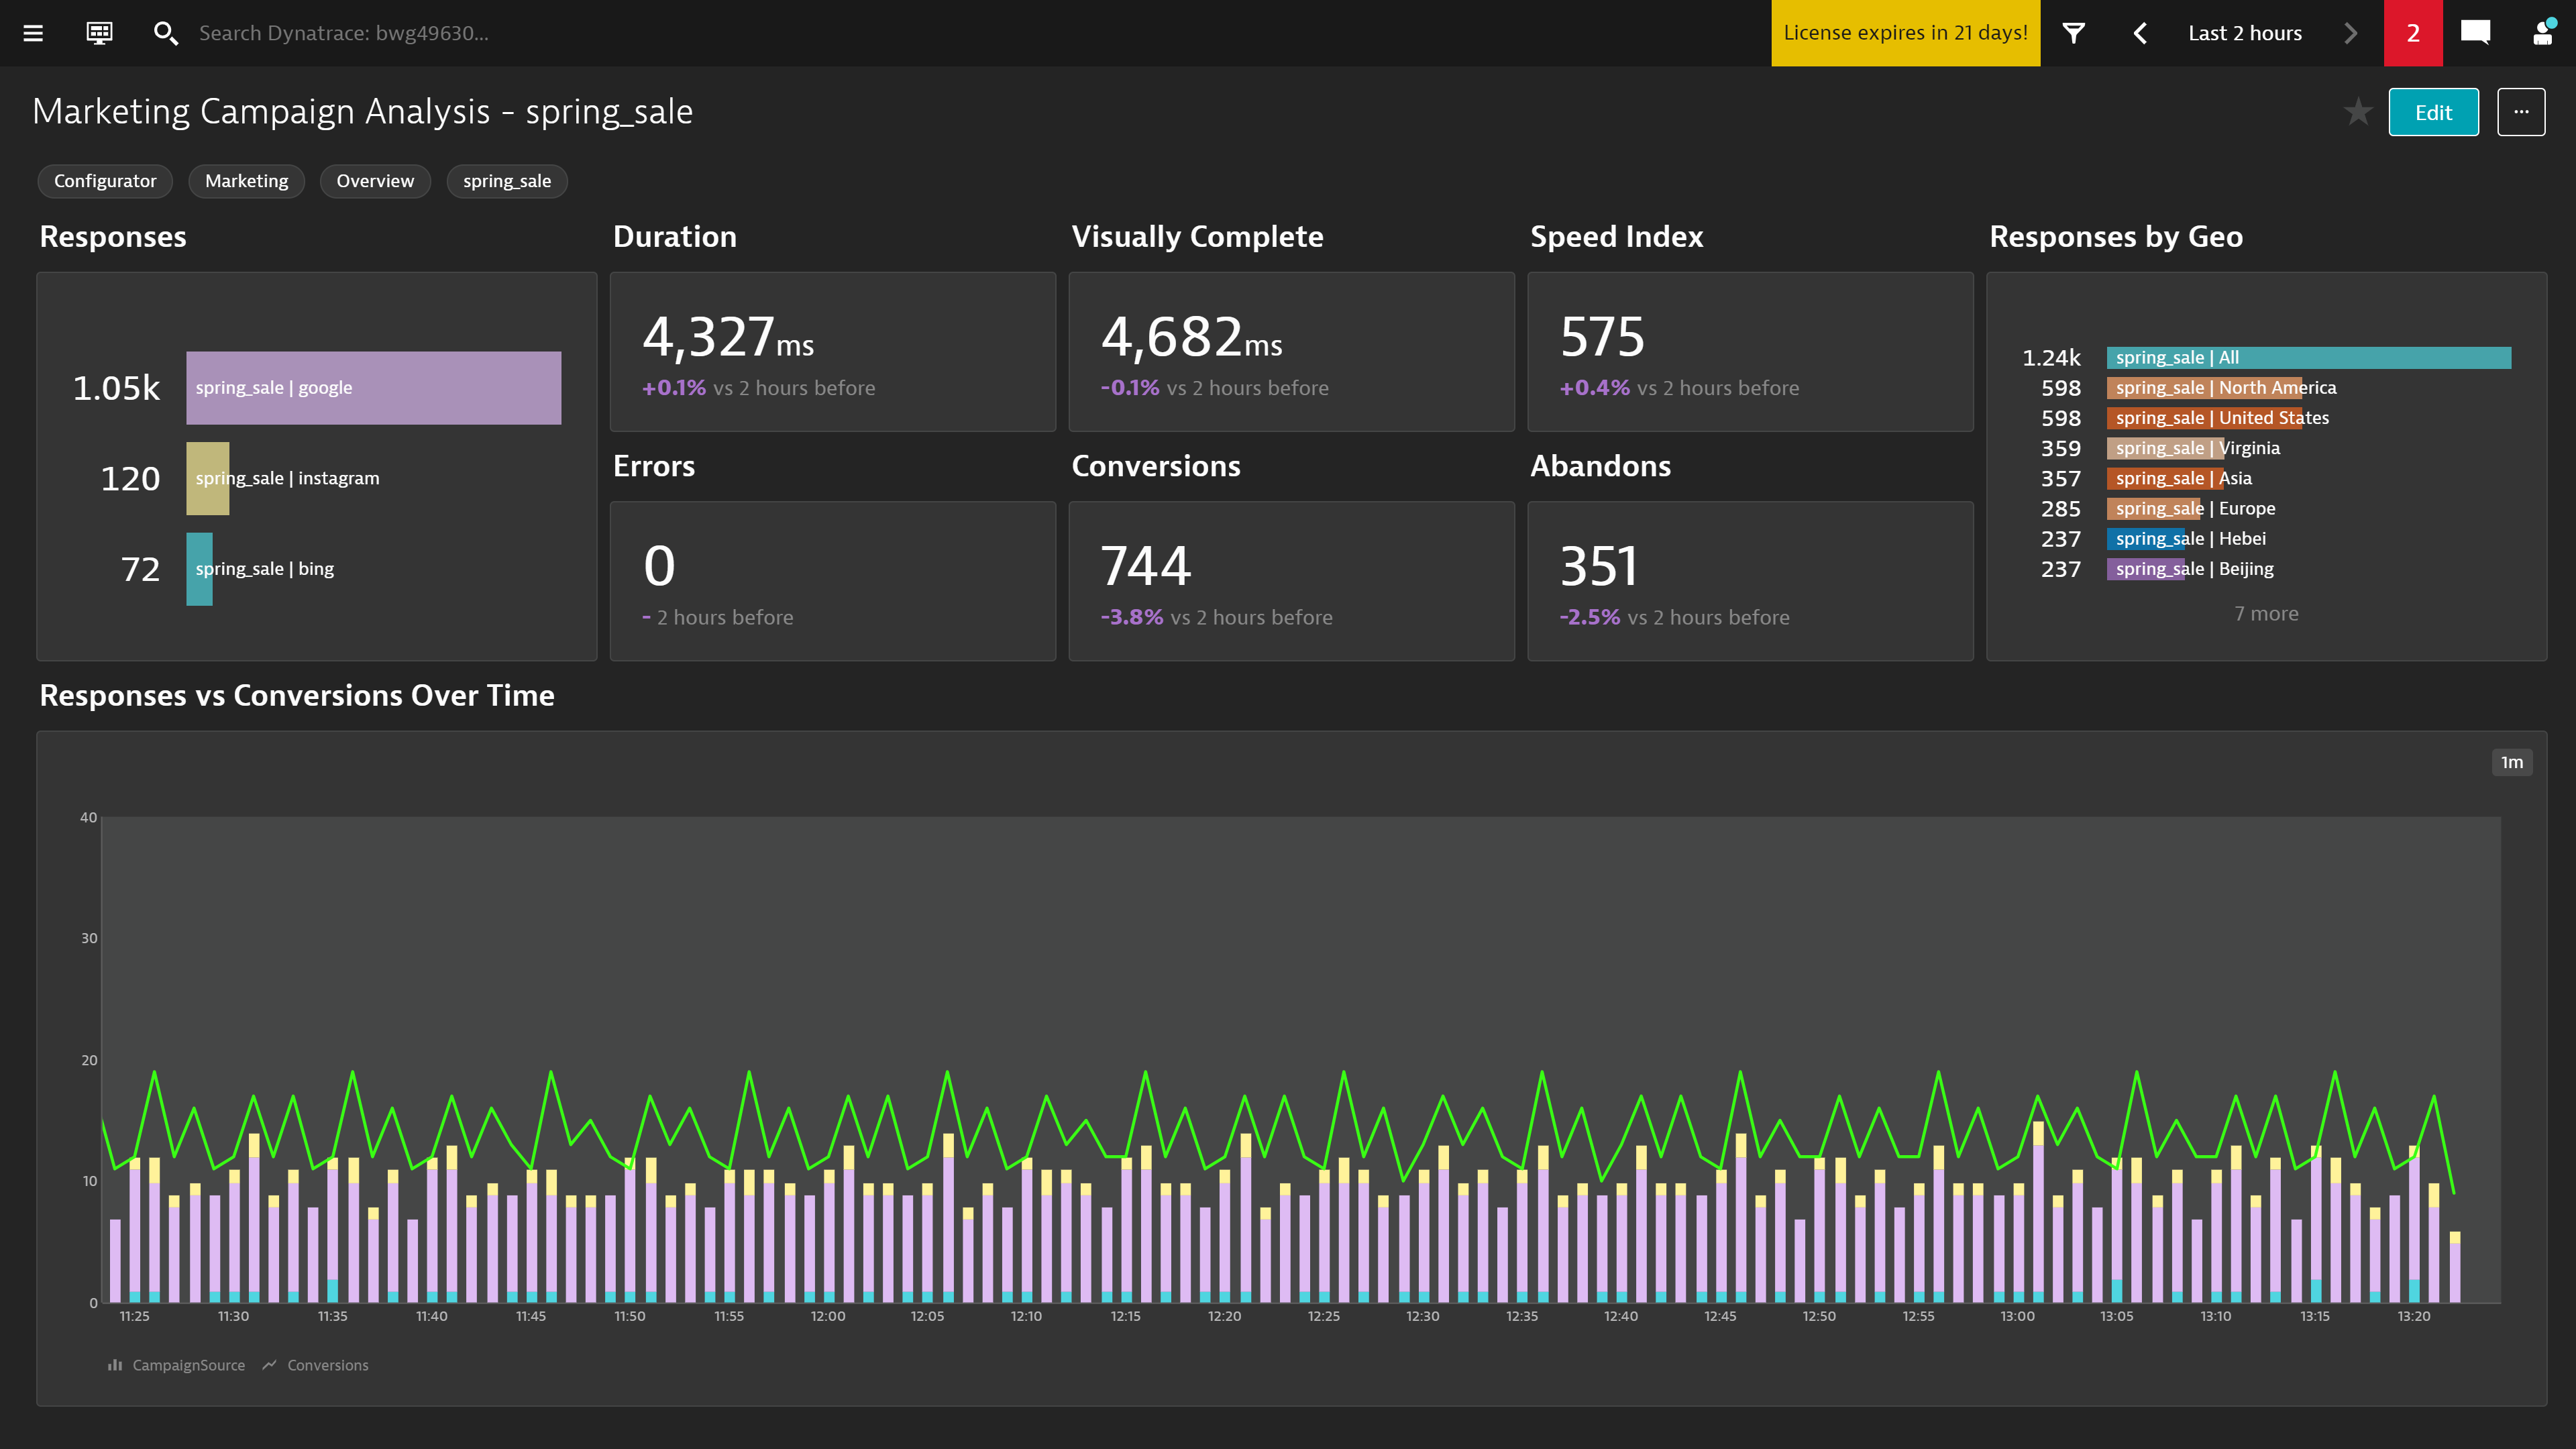 Search Dynatrace: bwg49630...
License expires in 21 days!
Last 2 hours
2
Marketing Campaign Analysis - spring_sale
Edit
...
Configurator
Marketing
Overview
spring_sale
Responses
1.05k spring_sale | google
120 spring_sale | instagram
72 spring_sale | bing
Duration
4,327ms
+0.1% vs 2 hours before
Visually Complete
4,682ms
-0.1% vs 2 hours before
Speed Index
575
+0.4% vs 2 hours before
Errors
0
- 2 hours before
Conversions
744
-3.8% vs 2 hours before
Abandons
351
-2.5% vs 2 hours before
Responses by Geo
1.24k spring_sale | All
598 spring_sale | North America
598 spring_sale | United States
359 spring_sale | Virginia
357 spring_sale | Asia
285 spring_sale | Europe
237 spring_sale | Hebei
237 spring_sale | Beijing
7 more
Responses vs Conversions Over Time
1m
40
30
20
10
0
11:25 11:30 11:35 11:40 11:45 11:50 11:55 12:00 12:05 12:10 12:15 12:20 12:25 12:30 12:35 12:40 12:45 12:50 12:55 13:00 13:05 13:10 13:15 13:20
CampaignSource Conversions